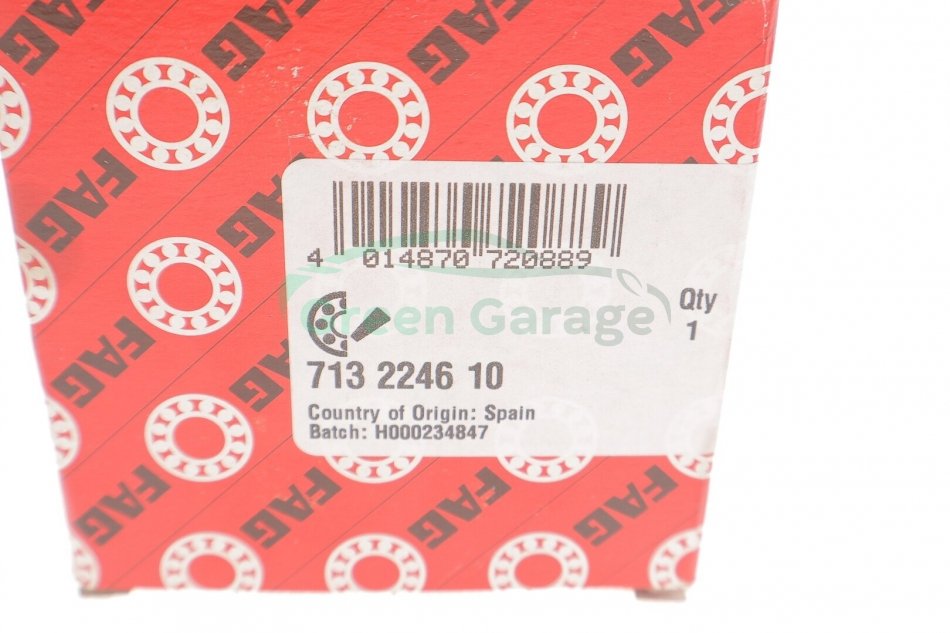 FAG
FAG
FAG
FAG
FAG
FAG
4 014870 720889
Green Garage
Qty
1
713 2246 10
Country of Origin: Spain
Batch: H000234847
FAG
FAG
FAG
FAG
FAG